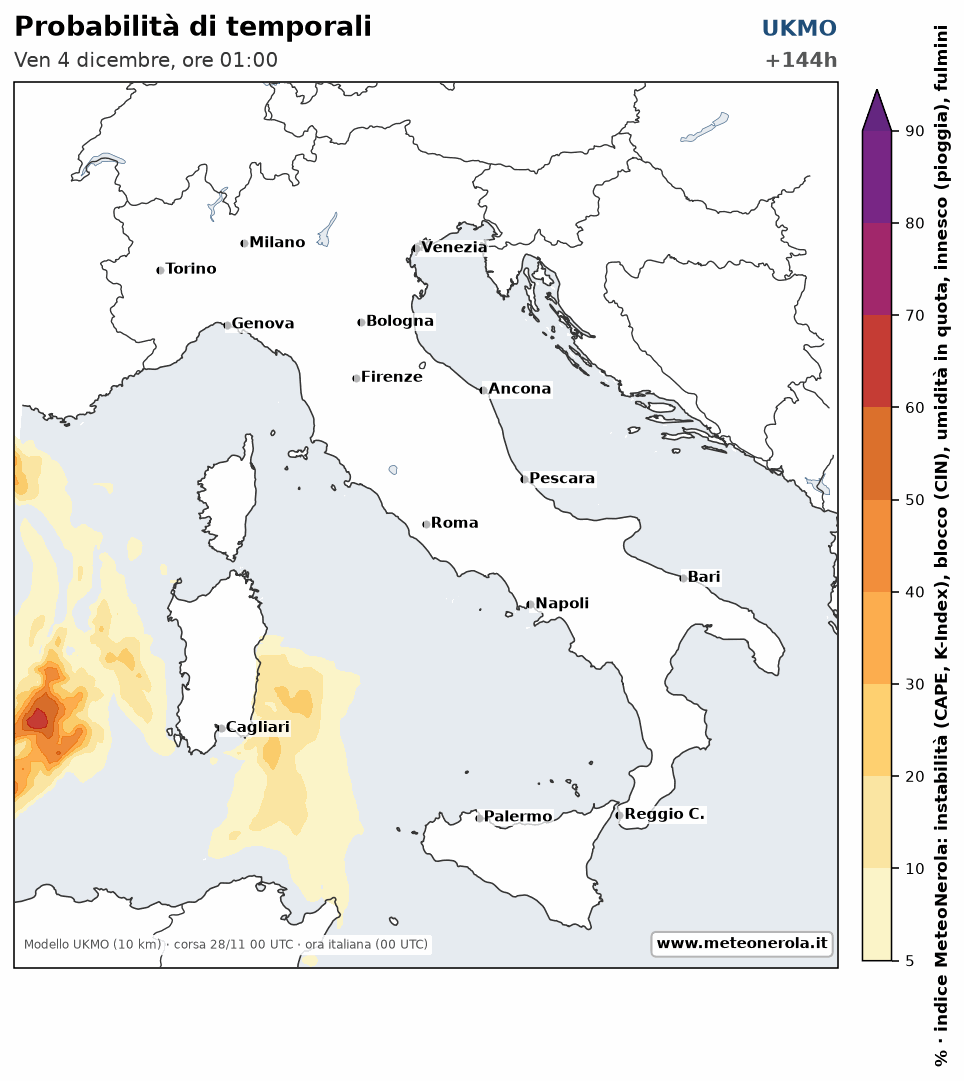 Probabilità di temporali
UKMO
Ven 4 dicembre, ore 01:00
+144h
Milano
Venezia
Torino
Genova
Bologna
Firenze
Ancona
Pescara
Roma
Bari
Napoli
Cagliari
Palermo
Reggio C.
Modello UKMO (10 km) · corsa 28/11 00 UTC · ora italiana (00 UTC)
www.meteonerola.it
90
80
70
60
50
40
30
20
10
5
% · indice MeteoNerola: instabilità (CAPE, K-Index), blocco (CIN), umidità in quota, innesco (pioggia), fulmini